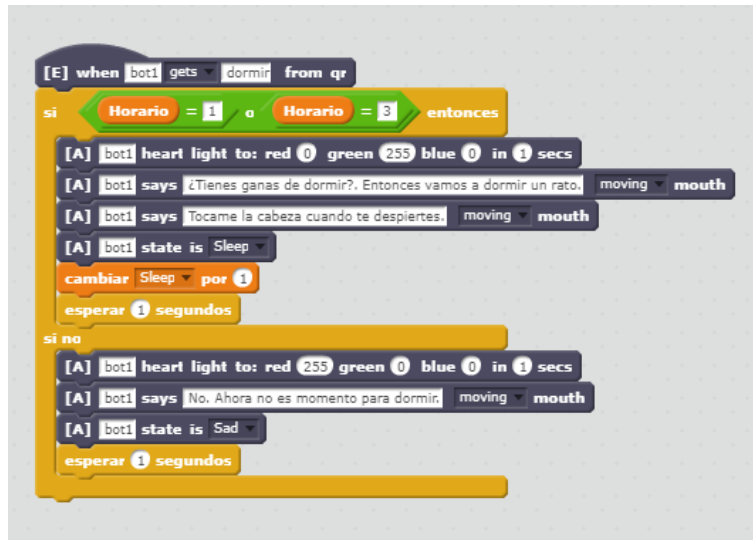 [E] when bot1 gets dormir from qr
si Horario = 1 o Horario = 3 entonces
[A] bot1 heart light to: red 0 green 255 blue 0 in 1 secs
[A] bot1 says ¿Tienes ganas de dormir?. Entonces vamos a dormir un rato. moving mouth
[A] bot1 says Tocame la cabeza cuando te despiertes. moving mouth
[A] bot1 state is Sleep
cambiar Sleep por 1
esperar 1 segundos
si no
[A] bot1 heart light to: red 255 green 0 blue 0 in 1 secs
[A] bot1 says No. Ahora no es momento para dormir. moving mouth
[A] bot1 state is Sad
esperar 1 segundos